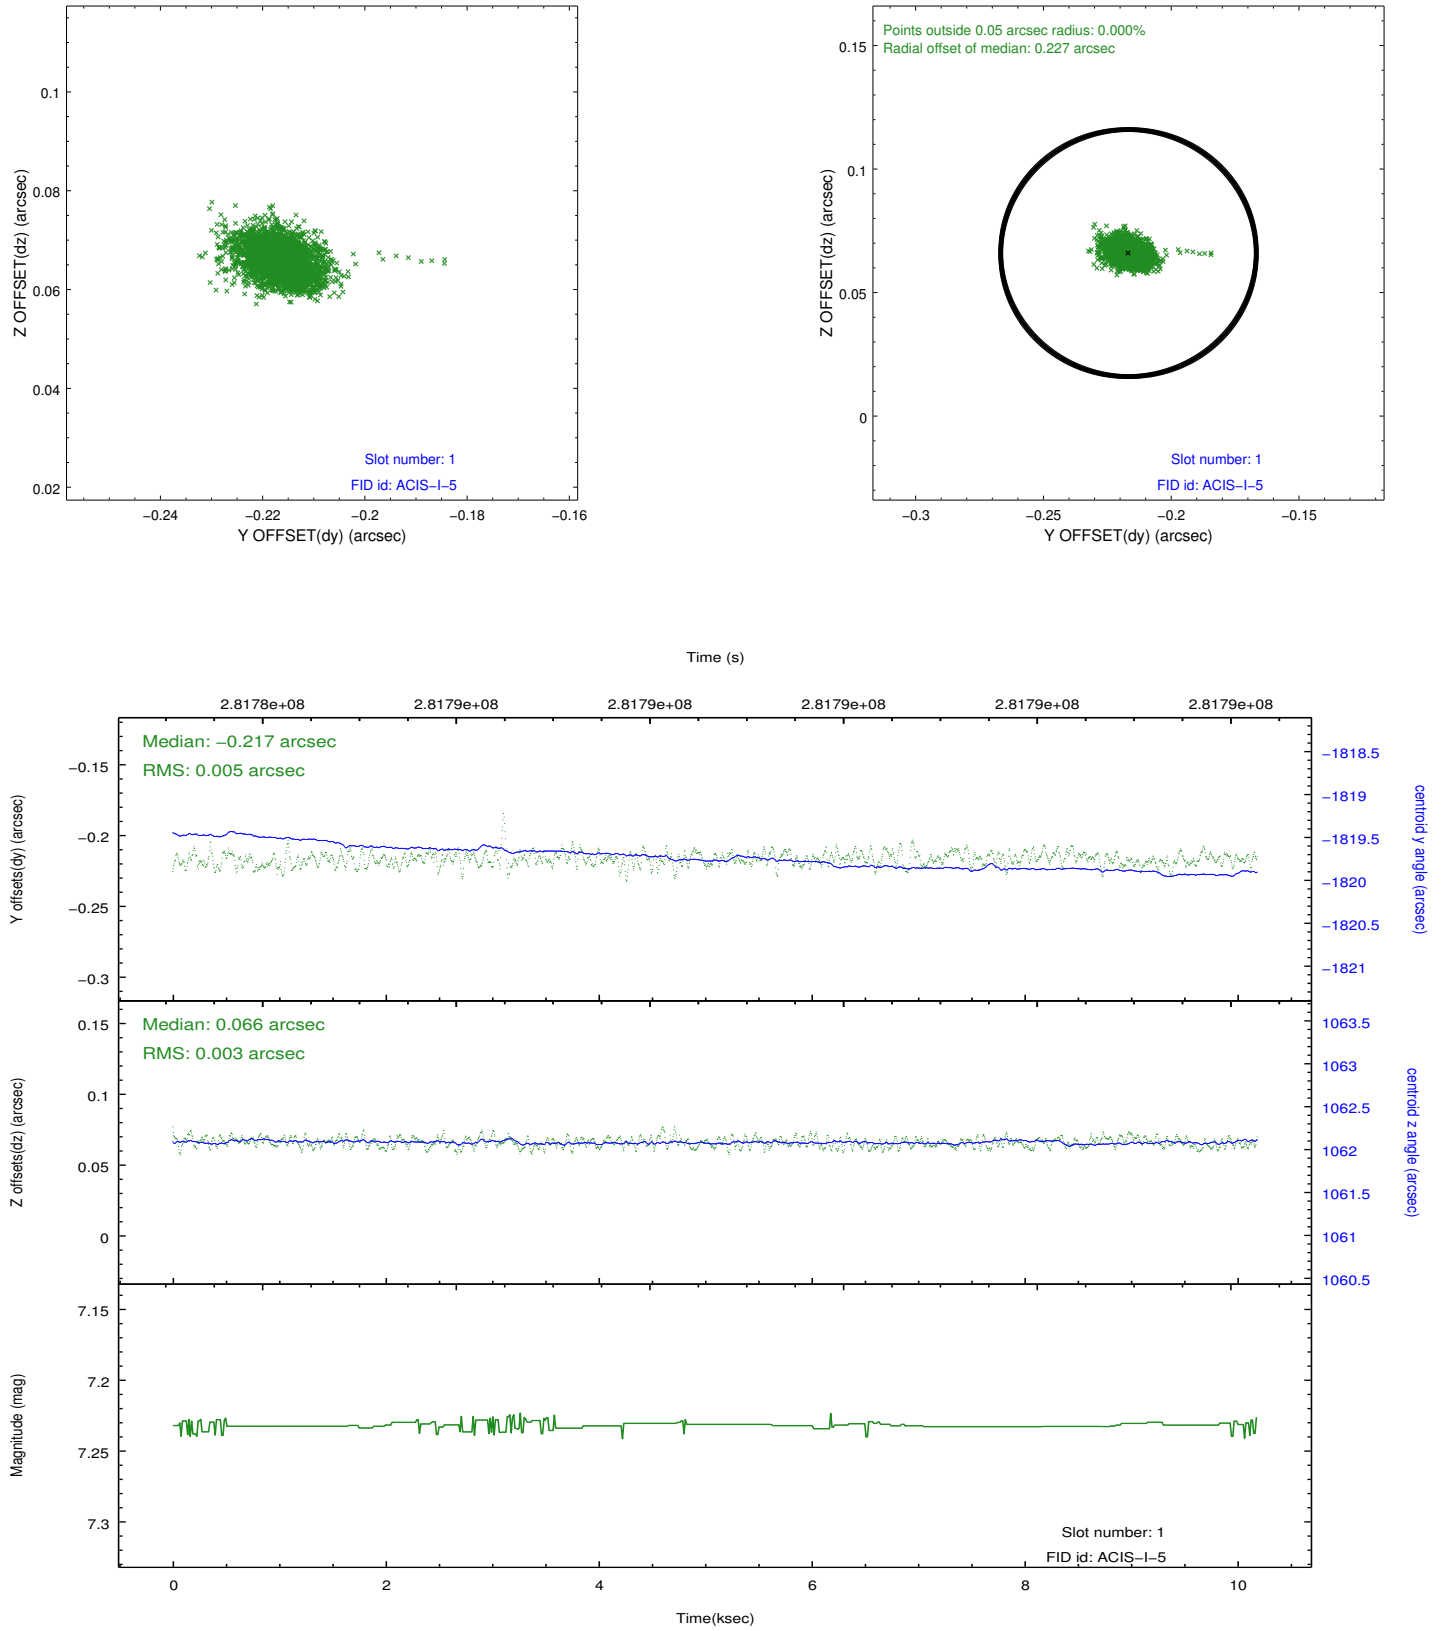 0.1
0.08
0.06
0.04
0.02
Z OFFSET(dz) (arcsec)
Slot number: 1
FID id: ACIS−I−5
−0.24
−0.22
−0.2
−0.18
−0.16
Y OFFSET(dy) (arcsec)
Points outside 0.05 arcsec radius: 0.000%
Radial offset of median: 0.227 arcsec
0.15
0.1
0.05
0
Z OFFSET(dz) (arcsec)
Slot number: 1
FID id: ACIS−I−5
−0.3
−0.25
−0.2
−0.15
Y OFFSET(dy) (arcsec)
Time (s)
2.8178e+08
2.8179e+08
2.8179e+08
2.8179e+08
2.8179e+08
2.8179e+08
Median: −0.217 arcsec
RMS: 0.005 arcsec
−0.15
−0.2
−0.25
−0.3
Y offsets(dy) (arcsec)
−1818.5
−1819
−1819.5
−1820
−1820.5
−1821
centroid y angle (arcsec)
Median: 0.066 arcsec
RMS: 0.003 arcsec
0.15
0.1
0.05
0
Z offsets(dz) (arcsec)
1063.5
1063
1062.5
1062
1061.5
1061
1060.5
centroid z angle (arcsec)
7.15
7.2
7.25
7.3
Magnitude (mag)
Slot number: 1
FID id: ACIS−I−5
0
2
4
6
8
10
Time(ksec)